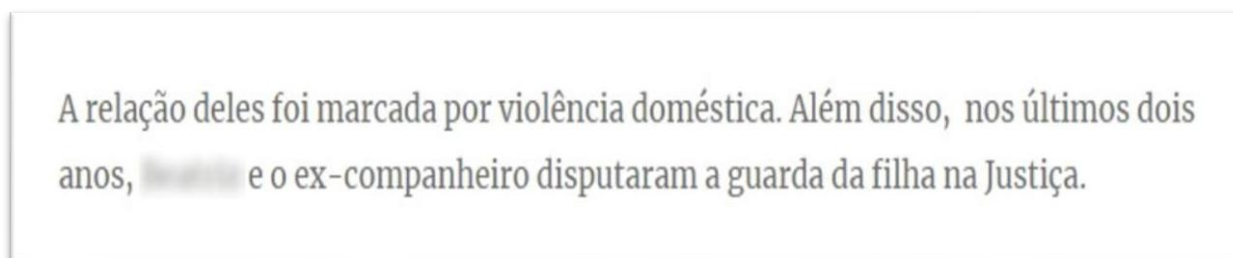 A relação deles foi marcada por violência doméstica. Além disso, nos últimos dois
anos, e o ex-companheiro disputaram a guarda da filha na Justiça.